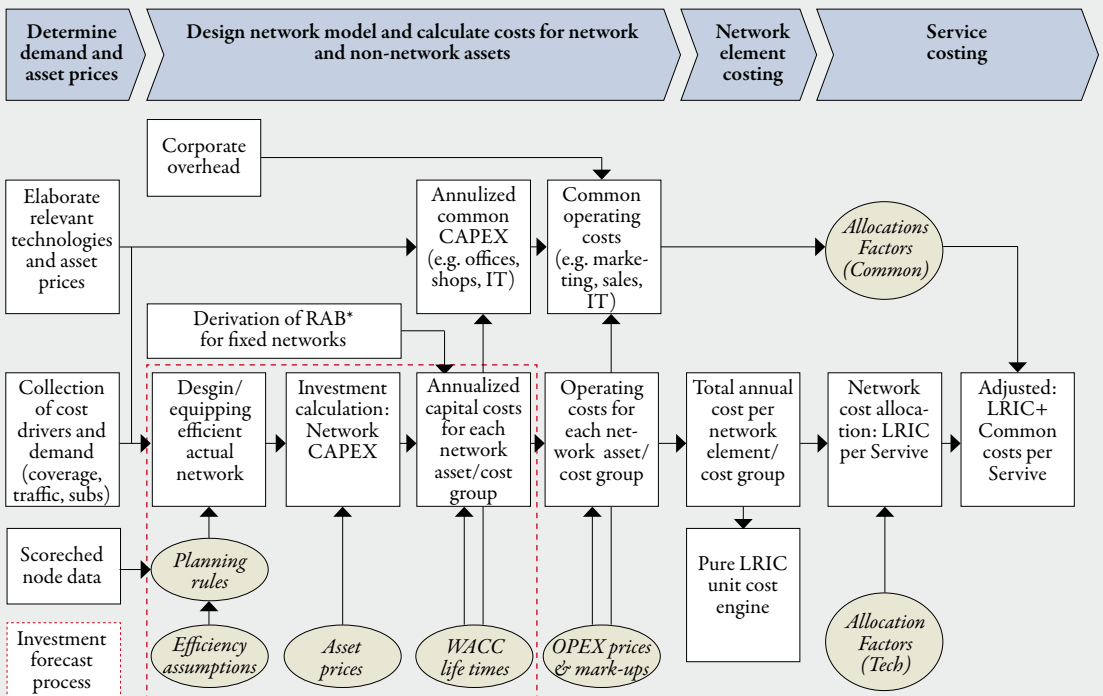 Determine
demand and
asset prices
Design network model and calculate costs for network
and non-network assets
Network
element
costing
Service
costing
Corporate
overhead
Elaborate
relevant
technologies
and asset
prices
Annualized
common
CAPEX
(e.g. offices,
shops, IT)
Common
operating
costs
(e.g. marke-
ting, sales,
IT)
Allocations
Factors
(Common)
Derivation of RAB*
for fixed networks
Collection
of cost
drivers and
demand
(coverage,
traffic, subs)
Desgin/
equipping
efficient
actual
network
Investment
calculation:
Network
CAPEX
Annualized
capital costs
for each
network
asset/cost
group
Operating
costs for
each net-
work asset/
cost group
Total annual
cost per
network
element/
cost group
Network
cost alloca-
tion: LRIC
per Servive
Adjusted:
LRIC+
Common
costs per
Servive
Scoreched
node data
Planning
rules
Pure LRIC
unit cost
engine
Investment
forecast
process
Efficiency
assumptions
Asset
prices
WACC
life times
OPEX prices
& mark-ups
Allocation
Factors
(Tech)